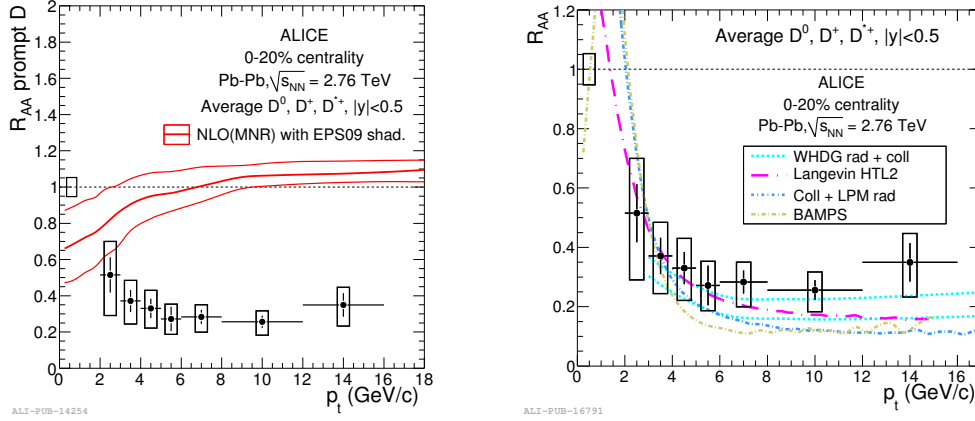 R_AA prompt D
2
1.8
1.6
1.4
1.2
1
0.8
0.6
0.4
0.2
0
ALICE
0-20% centrality
Pb-Pb,√s_NN = 2.76 TeV
Average D⁰, D⁺, D*⁺, |y|<0.5
NLO(MNR) with EPS09 shad.
0 2 4 6 8 10 12 14 16 18
p_t (GeV/c)
ALI-PUB-14254
R_AA
1.2
1
0.8
0.6
0.4
0.2
0
Average D⁰, D⁺, D*⁺, |y|<0.5
ALICE
0-20% centrality
Pb-Pb,√s_NN = 2.76 TeV
WHDG rad + coll
Langevin HTL2
Coll + LPM rad
BAMPS
0 2 4 6 8 10 12 14 16
p_t (GeV/c)
ALI-PUB-16791